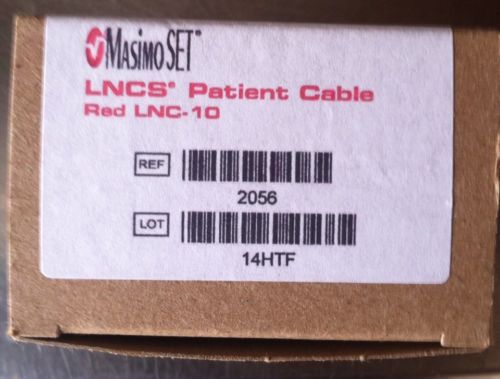 Masimo SET®
LNCS® Patient Cable
Red LNC-10
REF
2056
LOT
14HTF